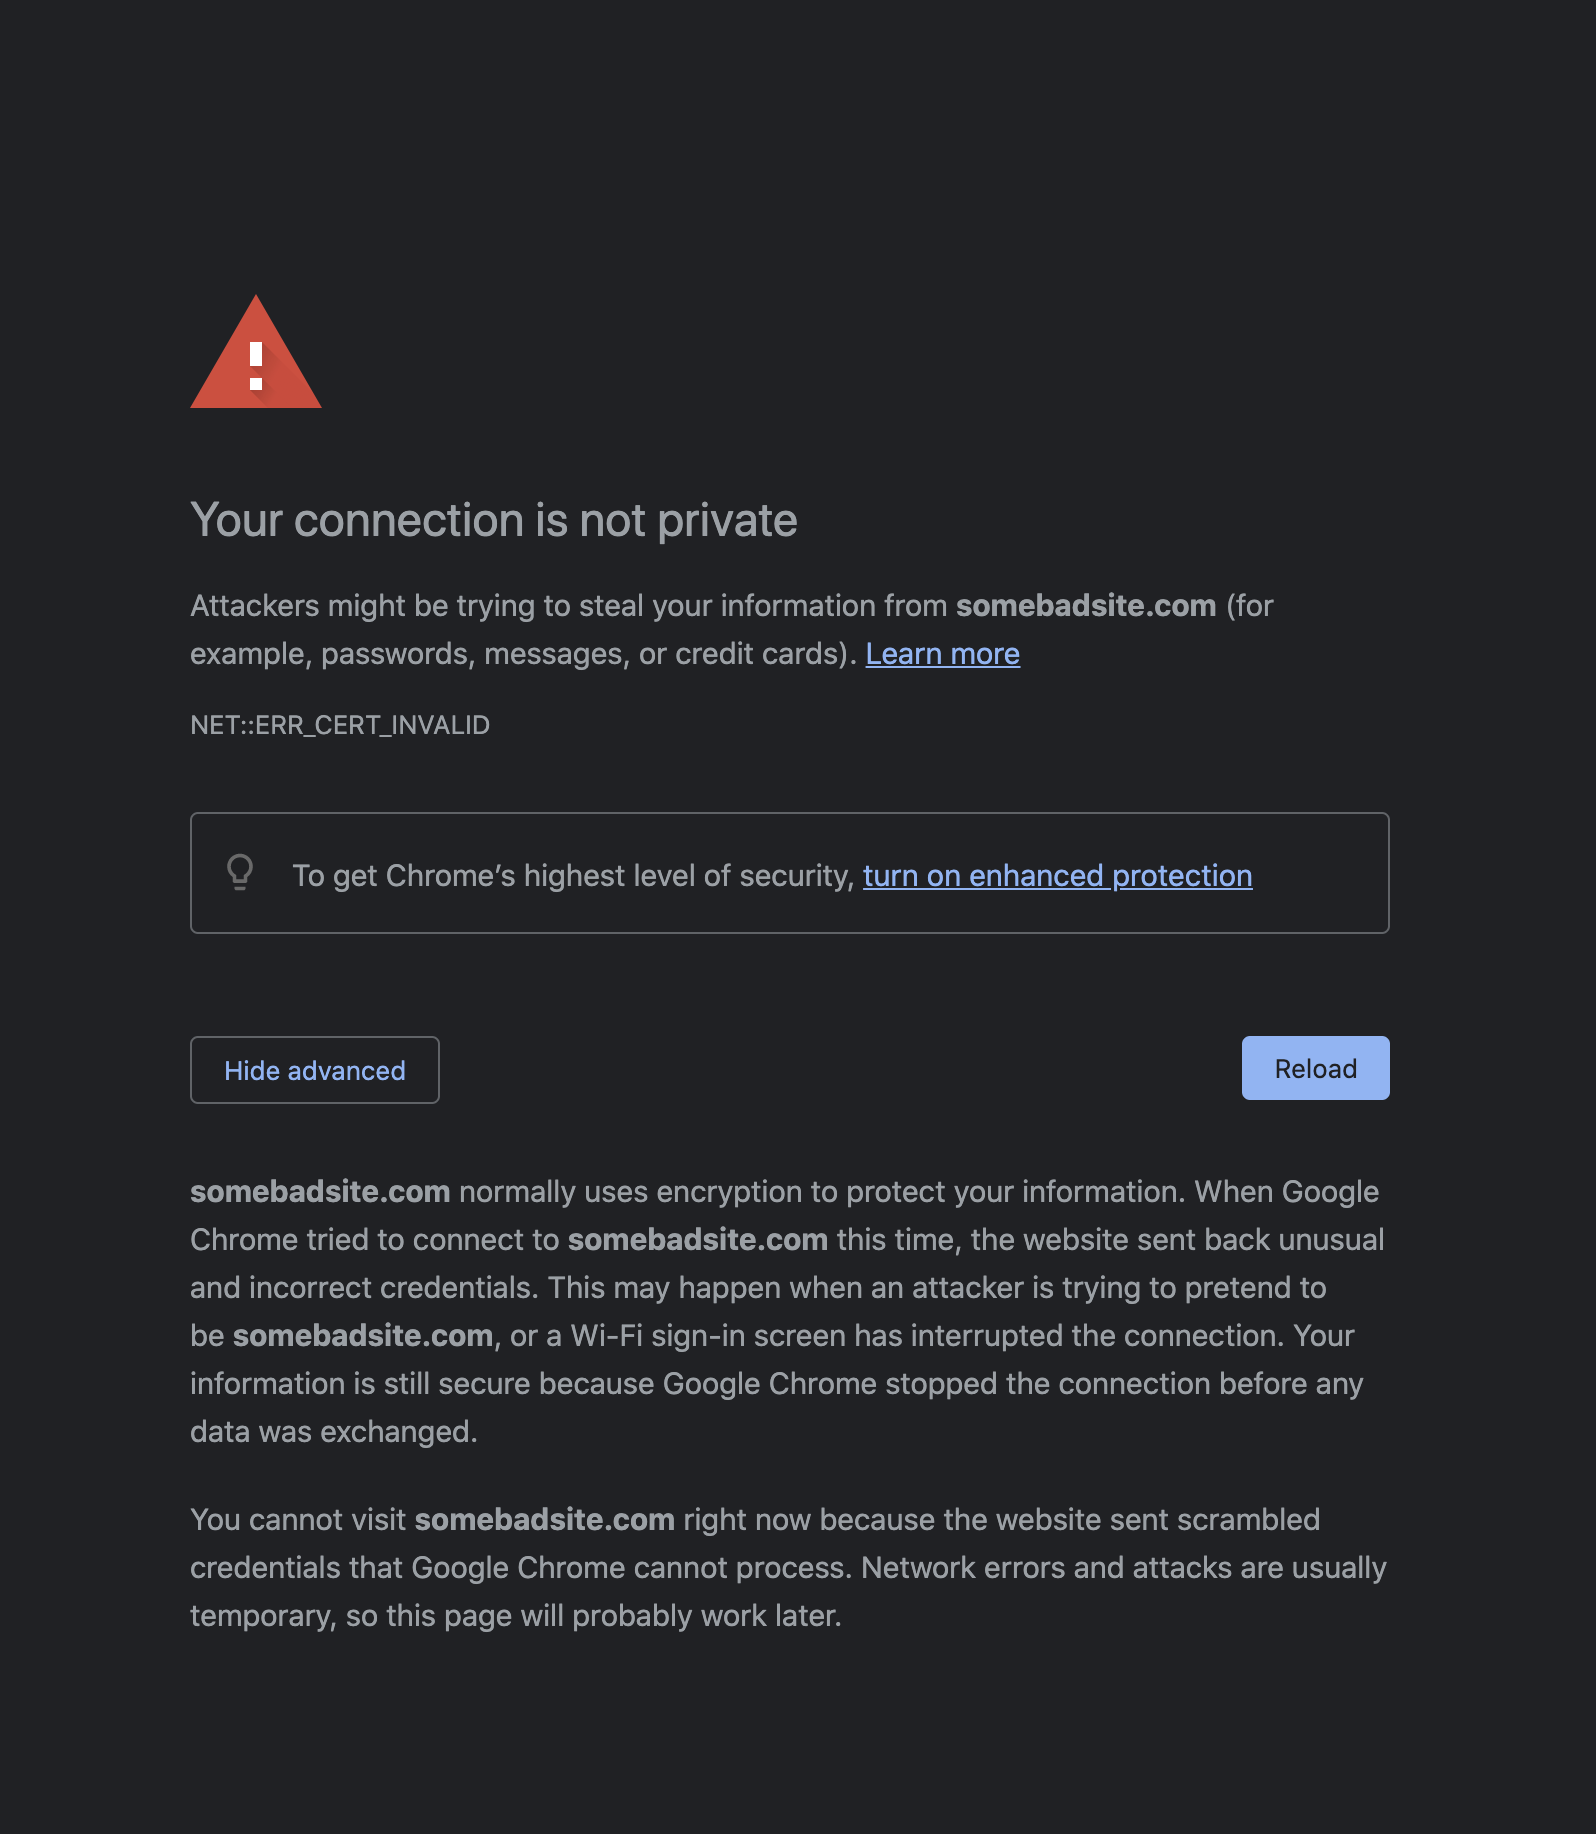 Your connection is not private
Attackers might be trying to steal your information from somebadsite.com (for
example, passwords, messages, or credit cards). Learn more
NET::ERR_CERT_INVALID
To get Chrome’s highest level of security, turn on enhanced protection
Hide advanced
Reload
somebadsite.com normally uses encryption to protect your information. When Google
Chrome tried to connect to somebadsite.com this time, the website sent back unusual
and incorrect credentials. This may happen when an attacker is trying to pretend to
be somebadsite.com, or a Wi-Fi sign-in screen has interrupted the connection. Your
information is still secure because Google Chrome stopped the connection before any
data was exchanged.
You cannot visit somebadsite.com right now because the website sent scrambled
credentials that Google Chrome cannot process. Network errors and attacks are usually
temporary, so this page will probably work later.